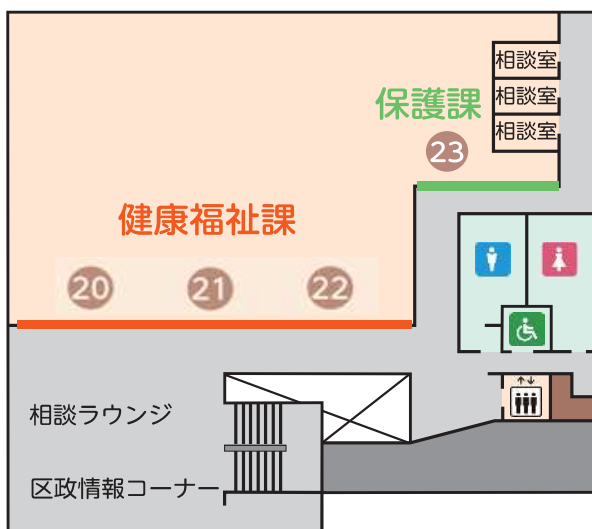 相談室
相談室
相談室
保護課
23
健康福祉課
20 21 22
相談ラウンジ
区政情報コーナー